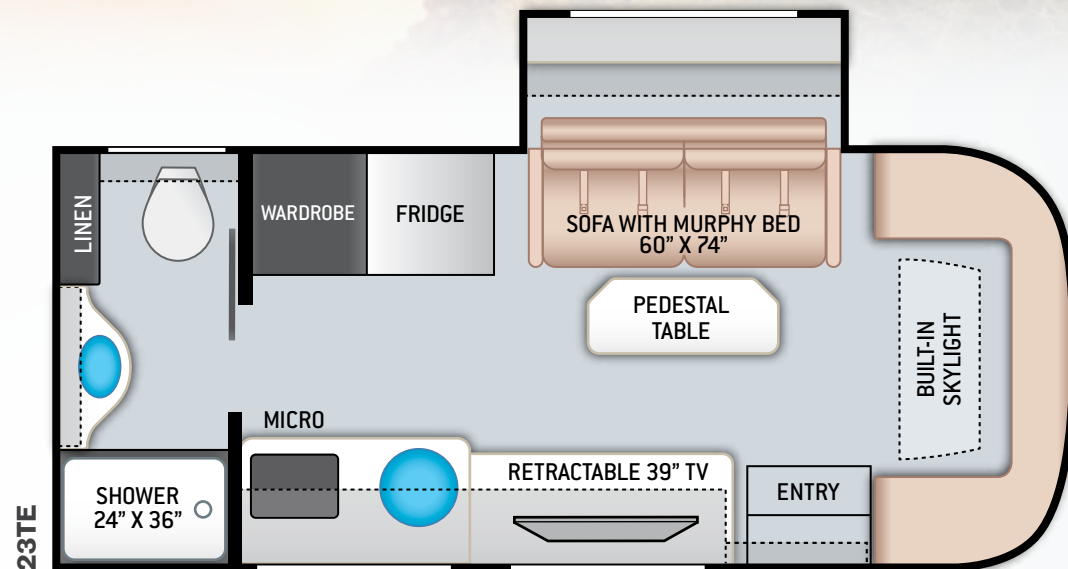 LINEN
WARDROBE
FRIDGE
SOFA WITH MURPHY BED
60” X 74”
PEDESTAL
TABLE
BUILT-IN
SKYLIGHT
MICRO
RETRACTABLE 39” TV
ENTRY
SHOWER
24” X 36”
23TE